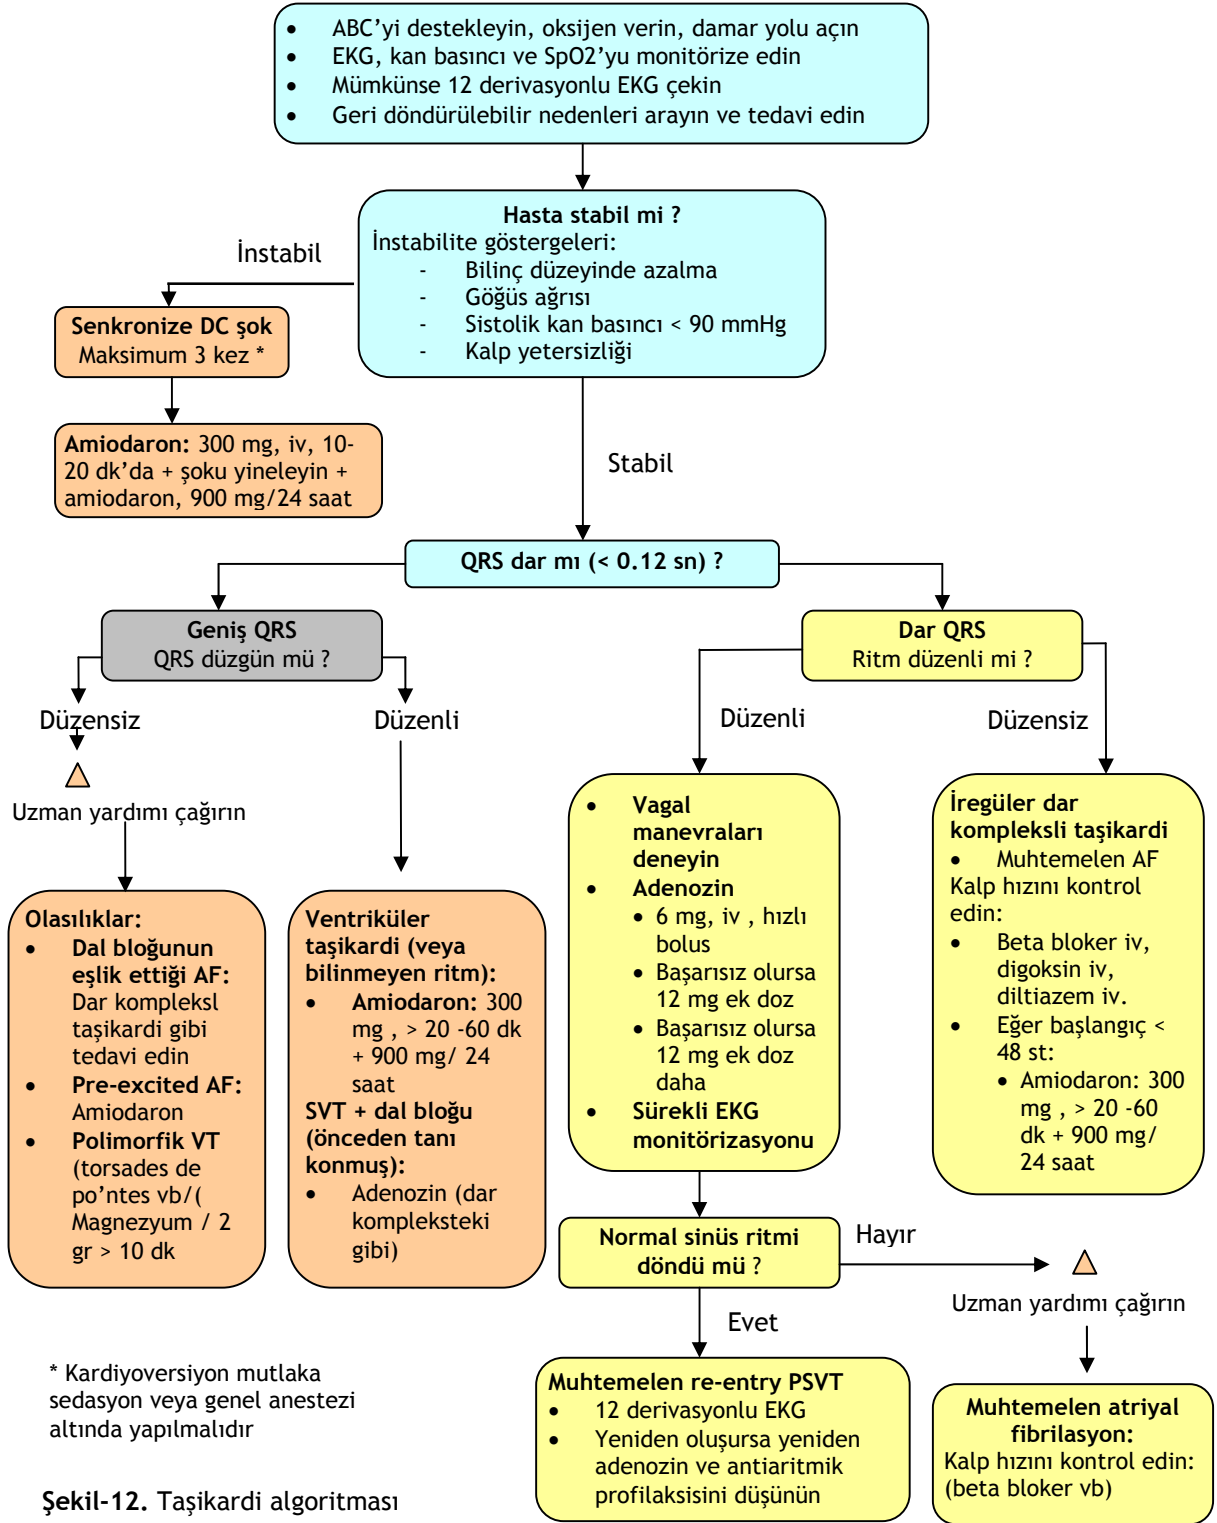 • ABC’yi destekleyin, oksijen verin, damar yolu açın
• EKG, kan basıncı ve SpO2’yu monitörize edin
• Mümkünse 12 derivasyonlu EKG çekin
• Geri döndürülebilir nedenleri arayın ve tedavi edin
Hasta stabil mi ?
İnstabilite göstergeleri:
- Bilinç düzeyinde azalma
- Göğüs ağrısı
- Sistolik kan basıncı < 90 mmHg
- Kalp yetersizliği
İnstabil
Senkronize DC şok
Maksimum 3 kez *
Amiodaron: 300 mg, iv, 10-
20 dk’da + şoku yineleyin +
amiodaron, 900 mg/24 saat
Stabil
QRS dar mı (< 0.12 sn) ?
Geniş QRS
QRS düzgün mü ?
Dar QRS
Ritm düzenli mi ?
Düzensiz
Düzenli
Düzenli
Düzensiz
Uzman yardımı çağırın
Olasılıklar:
• Dal bloğunun
eşlik ettiği AF:
Dar kompleksl
taşikardi gibi
tedavi edin
• Pre-excited AF:
Amiodaron
• Polimorfik VT
(torsades de
po’ntes vb/(
Magnezyum / 2
gr > 10 dk
Ventriküler
taşikardi (veya
bilinmeyen ritm):
• Amiodaron: 300
mg , > 20 -60 dk
+ 900 mg/ 24
saat
SVT + dal bloğu
(önceden tanı
konmuş):
• Adenozin (dar
kompleksteki
gibi)
• Vagal
manevraları
deneyin
• Adenozin
• 6 mg, iv , hızlı
bolus
• Başarısız olursa
12 mg ek doz
• Başarısız olursa
12 mg ek doz
daha
• Sürekli EKG
monitörizasyonu
İregüler dar
kompleksli taşikardi
• Muhtemelen AF
Kalp hızını kontrol
edin:
• Beta bloker iv,
digoksin iv,
diltiazem iv.
• Eğer başlangıç <
48 st:
• Amiodaron: 300
mg , > 20 -60
dk + 900 mg/
24 saat
Normal sinüs ritmi
döndü mü ?
Hayır
Uzman yardımı çağırın
Evet
Muhtemelen re-entry PSVT
• 12 derivasyonlu EKG
• Yeniden oluşursa yeniden
adenozin ve antiaritmik
profilaksisini düşünün
Muhtemelen atriyal
fibrilasyon:
Kalp hızını kontrol edin:
(beta bloker vb)
* Kardiyoversiyon mutlaka
sedasyon veya genel anestezi
altında yapılmalıdır
Şekil-12. Taşikardi algoritması